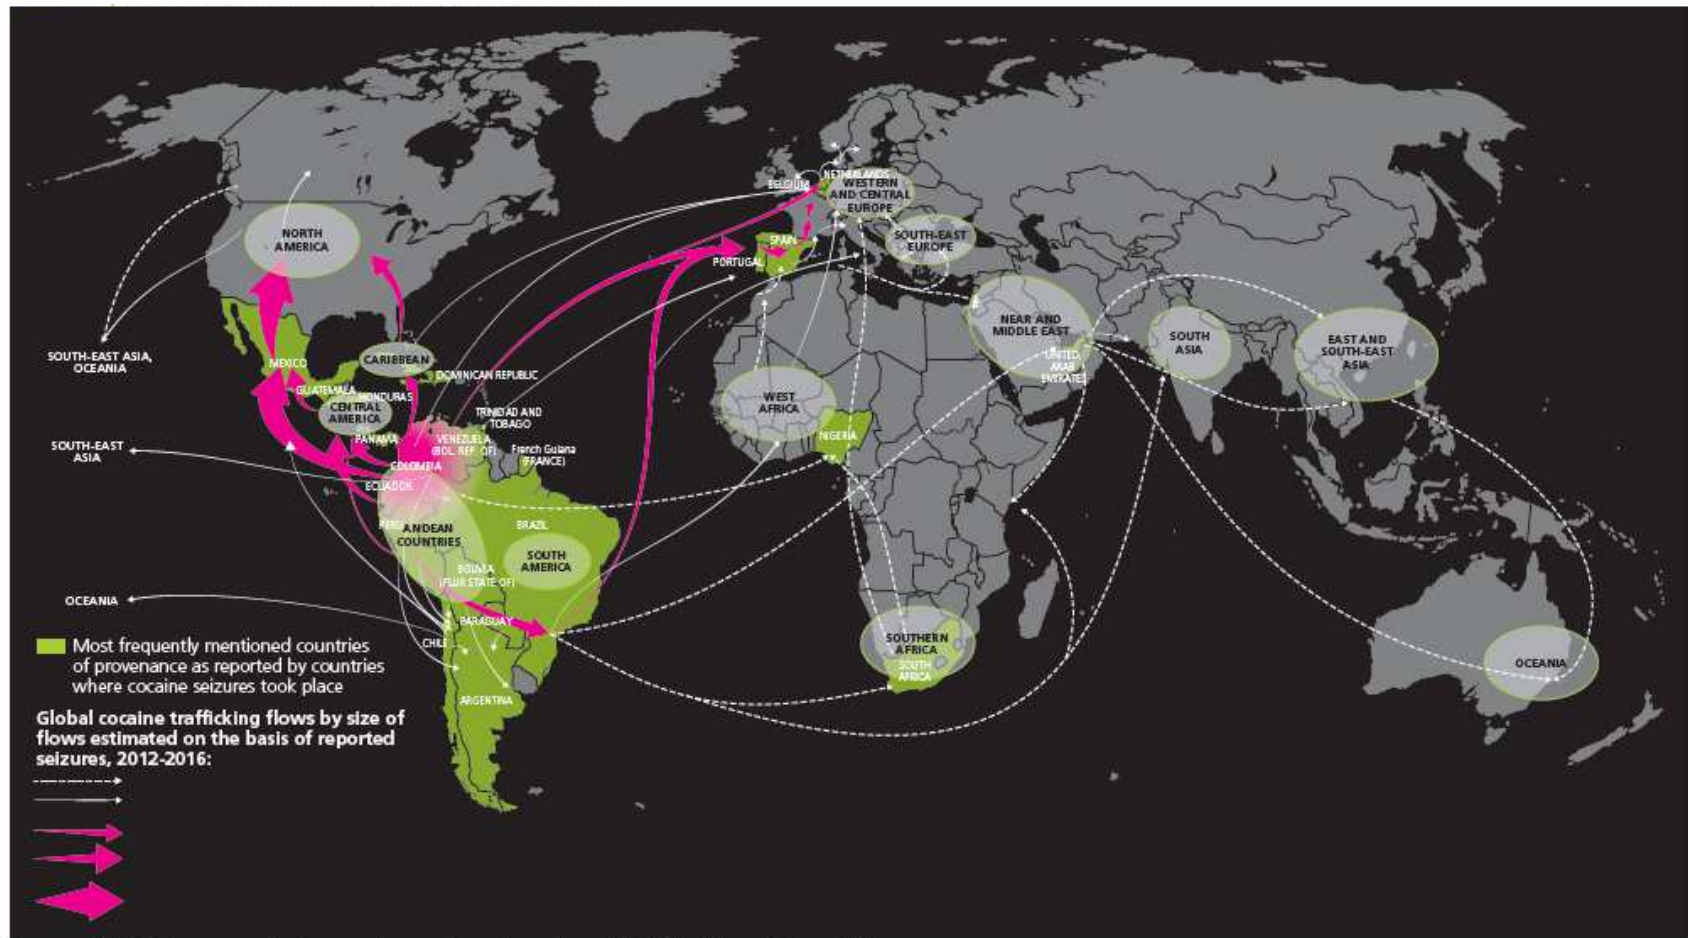 NORTH
AMERICA
SOUTH-EAST ASIA,
OCEANIA
SOUTH-EAST
ASIA
OCEANIA
MEXICO
GUATEMALA
HONDURAS
CENTRAL
AMERICA
PANAMA
CARIBBEAN
DOMINICAN REPUBLIC
TRINIDAD AND
TOBAGO
VENEZUELA
(BOL. REP. OF)
French Guiana
(FRANCE)
COLOMBIA
ECUADOR
PERU
ANDEAN
COUNTRIES
BRAZIL
SOUTH
AMERICA
BOLIVIA
(PLUR STATE OF)
PARAGUAY
CHILE
ARGENTINA
BELGIUM
NETHERLANDS
WESTERN
AND CENTRAL
EUROPE
SOUTH-EAST
EUROPE
SPAIN
PORTUGAL
WEST
AFRICA
NIGERIA
NEAR AND
MIDDLE EAST
UNITED
ARAB
EMIRATES
SOUTH
ASIA
EAST AND
SOUTH-EAST
ASIA
SOUTHERN
AFRICA
SOUTH
AFRICA
OCEANIA
Most frequently mentioned countries
of provenance as reported by countries
where cocaine seizures took place
Global cocaine trafficking flows by size of
flows estimated on the basis of reported
seizures, 2012-2016: